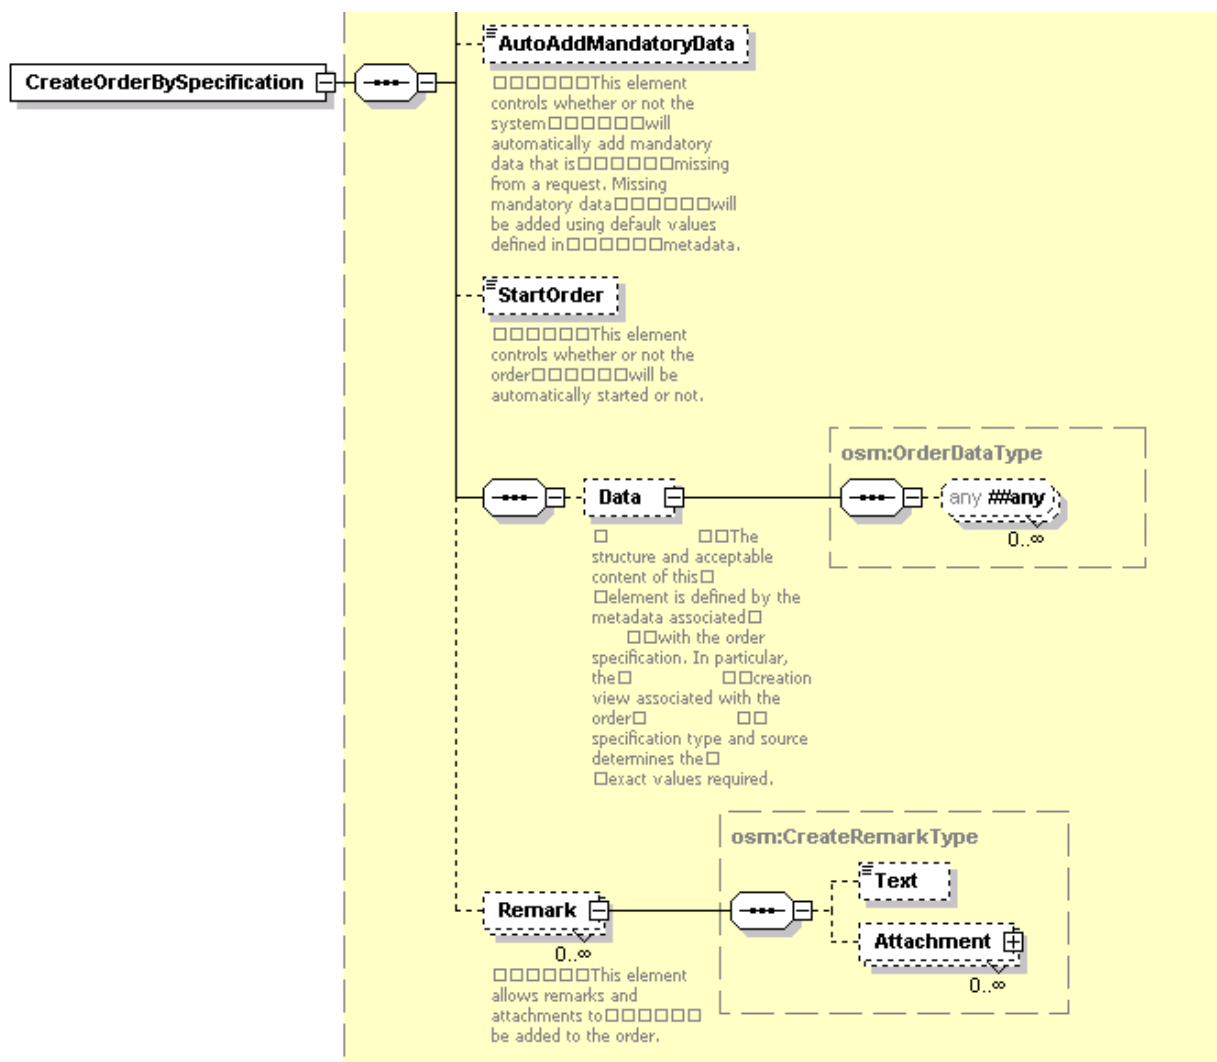 AutoAddMandatoryData
CreateOrderBySpecification
□□□□□□This element
controls whether or not the
system□□□□□□will
automatically add mandatory
data that is□□□□□□missing
from a request. Missing
mandatory data□□□□□□will
be added using default values
defined in□□□□□□metadata.
StartOrder
□□□□□□This element
controls whether or not the
order□□□□□□will be
automatically started or not.
osm:OrderDataType
Data
any ##any
0..∞
□ □□The
structure and acceptable
content of this□
□element is defined by the
metadata associated□
□□with the order
specification. In particular,
the□ □□creation
view associated with the
order□ □□
specification type and source
determines the□
□exact values required.
osm:CreateRemarkType
Text
Remark
0..∞
Attachment
0..∞
□□□□□□This element
allows remarks and
attachments to□□□□□□
be added to the order.